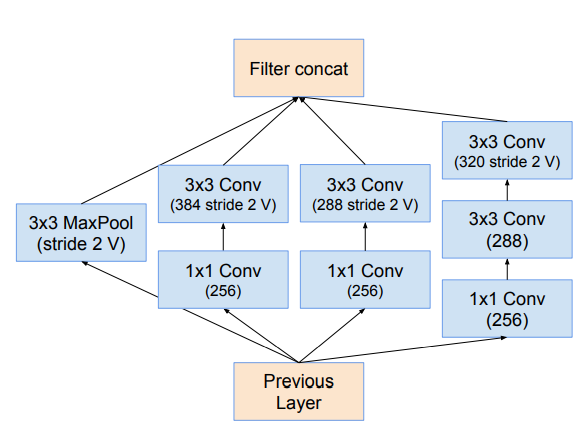 Filter concat
3x3 MaxPool
(stride 2 V)
3x3 Conv
(384 stride 2 V)
1x1 Conv
(256)
3x3 Conv
(288 stride 2 V)
1x1 Conv
(256)
3x3 Conv
(320 stride 2 V)
3x3 Conv
(288)
1x1 Conv
(256)
Previous
Layer